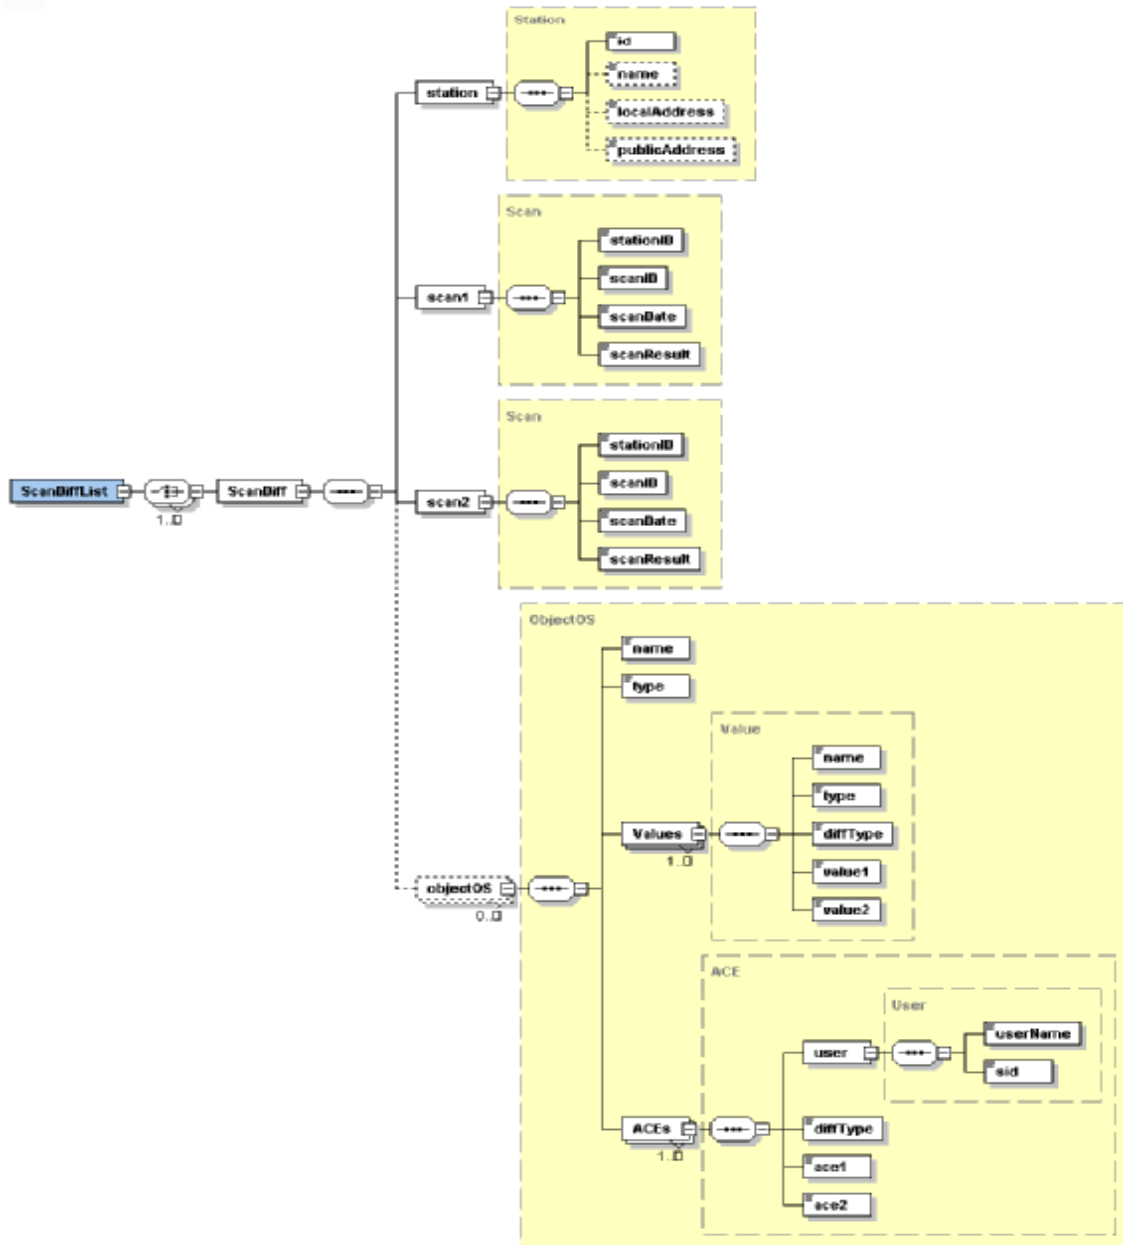 Station
id
name
localAddress
publicAddress
station
Scan
stationID
scanID
scanDate
scanResult
scan1
Scan
stationID
scanID
scanDate
scanResult
scan2
ScanDiffList
1..
ScanDiff
ObjectOS
name
type
Value
name
type
diffType
value1
value2
Values
1..
objectOS
0..
ACE
User
userName
sid
user
ACEs
1..
diffType
ace1
ace2